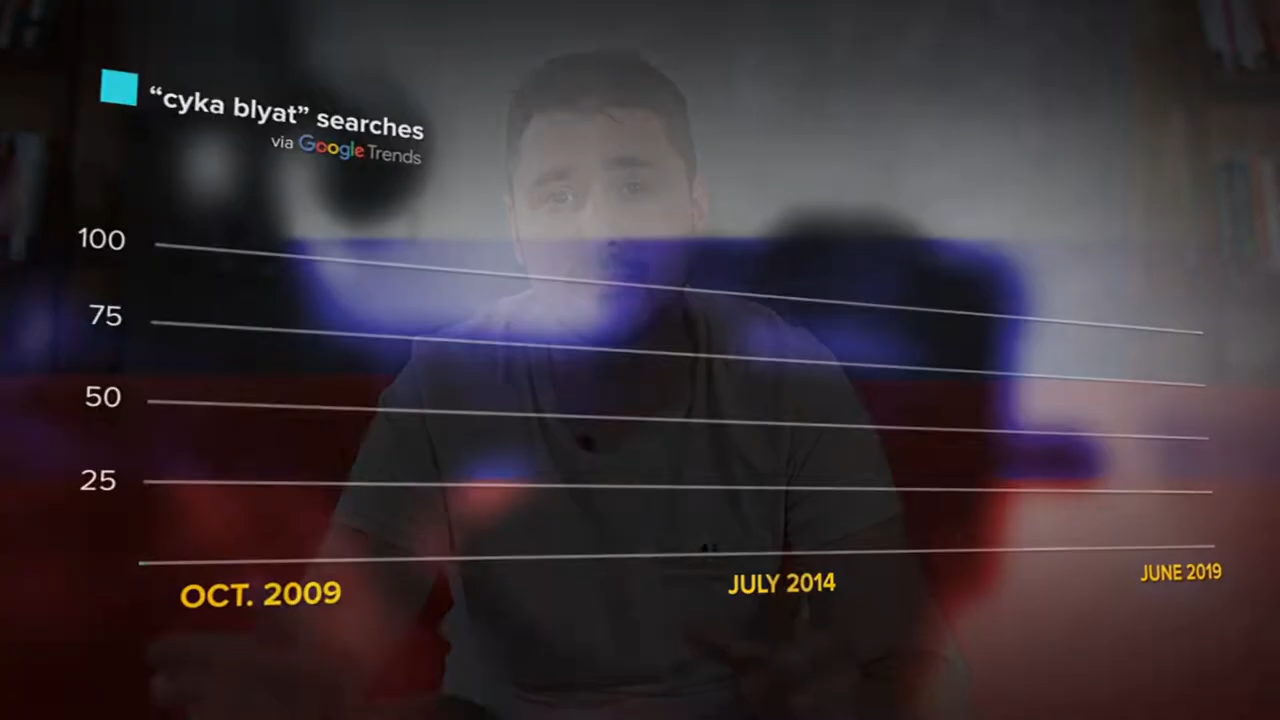 “cyka blyat” searches
via Google Trends
100
75
50
25
OCT. 2009
JULY 2014
JUNE 2019